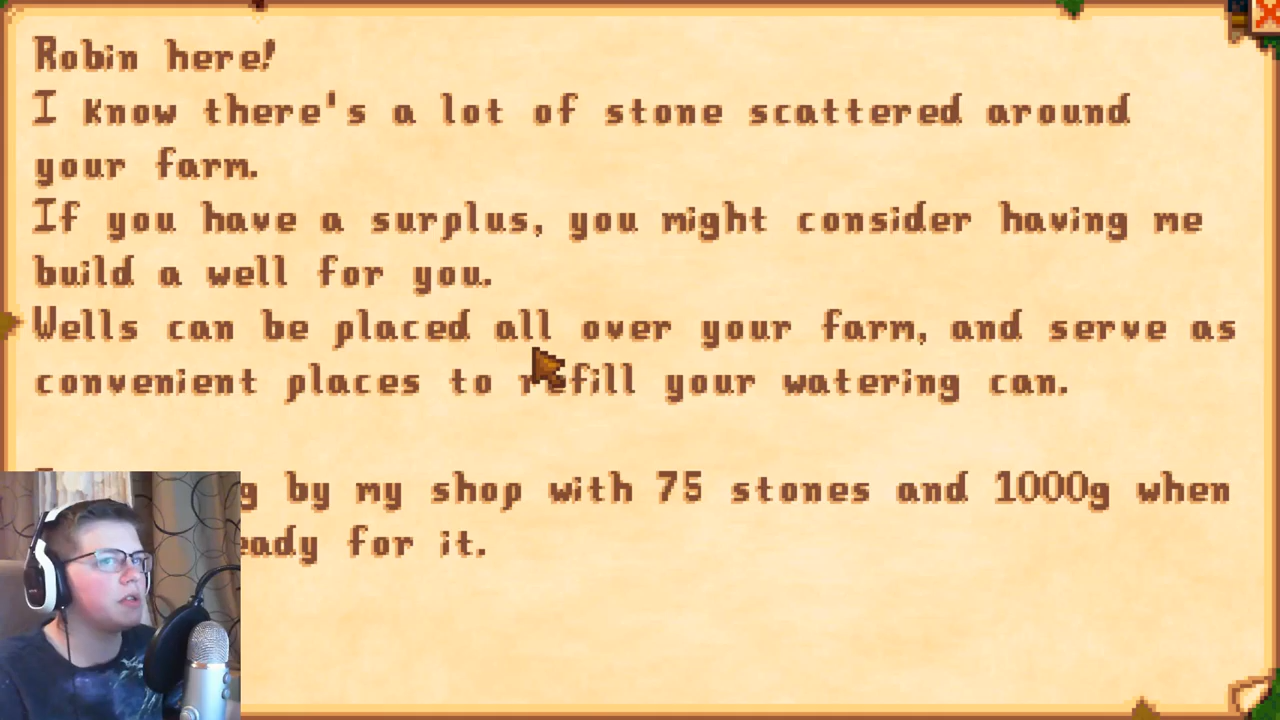 Robin here!
I know there's a lot of stone scattered around
your farm.
If you have a surplus, you might consider having me
build a well for you.
Wells can be placed all over your farm, and serve as
convenient places to refill your watering can.
by my shop with 75 stones and 1000g when
for it.